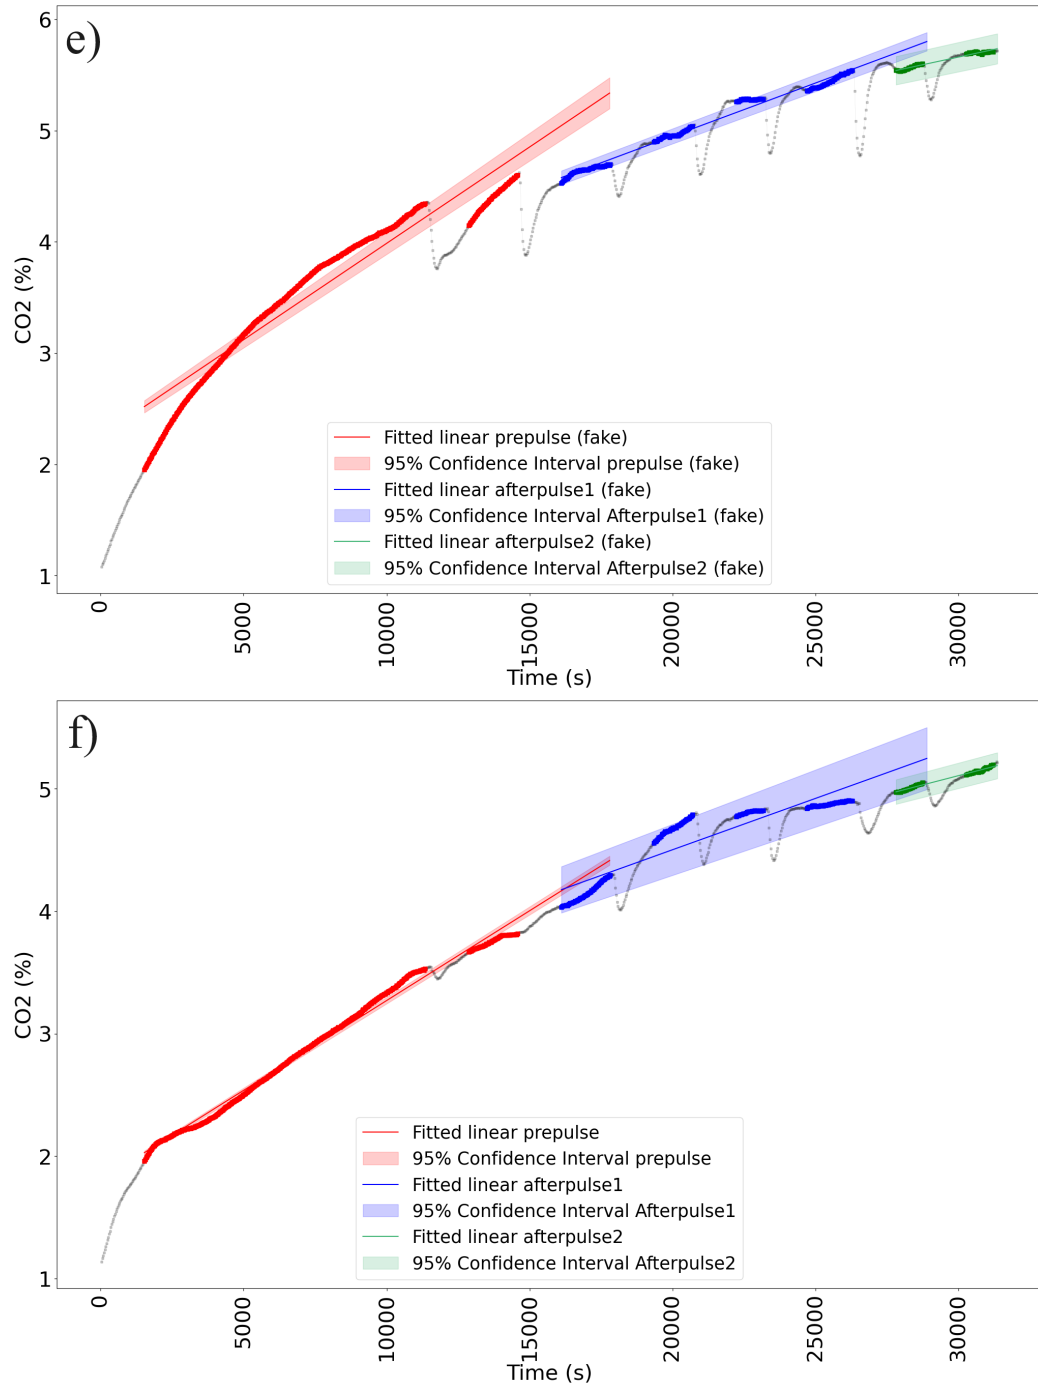 e)
6
5
4
3
2
1
CO2 (%)
Fitted linear prepulse (fake)
95% Confidence Interval prepulse (fake)
Fitted linear afterpulse1 (fake)
95% Confidence Interval Afterpulse1 (fake)
Fitted linear afterpulse2 (fake)
95% Confidence Interval Afterpulse2 (fake)
0
5000
10000
15000
20000
25000
30000
Time (s)
f)
5
4
3
2
1
CO2 (%)
Fitted linear prepulse
95% Confidence Interval prepulse
Fitted linear afterpulse1
95% Confidence Interval Afterpulse1
Fitted linear afterpulse2
95% Confidence Interval Afterpulse2
0
5000
10000
15000
20000
25000
30000
Time (s)